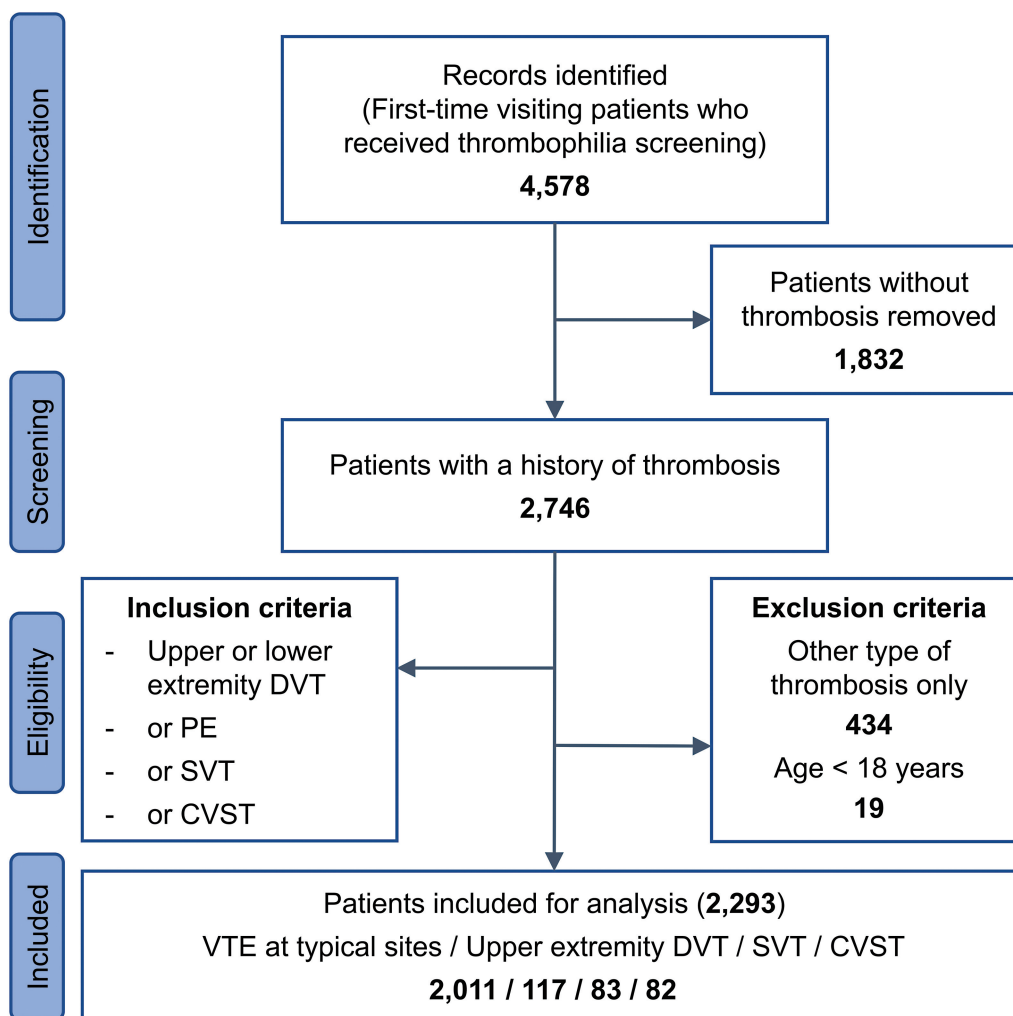 Identification
Records identified
(First-time visiting patients who
received thrombophilia screening)
4,578
Patients without
thrombosis removed
1,832
Screening
Patients with a history of thrombosis
2,746
Eligibility
Inclusion criteria
- Upper or lower
extremity DVT
- or PE
- or SVT
- or CVST
Exclusion criteria
Other type of
thrombosis only
434
Age < 18 years
19
Included
Patients included for analysis (2,293)
VTE at typical sites / Upper extremity DVT / SVT / CVST
2,011 / 117 / 83 / 82